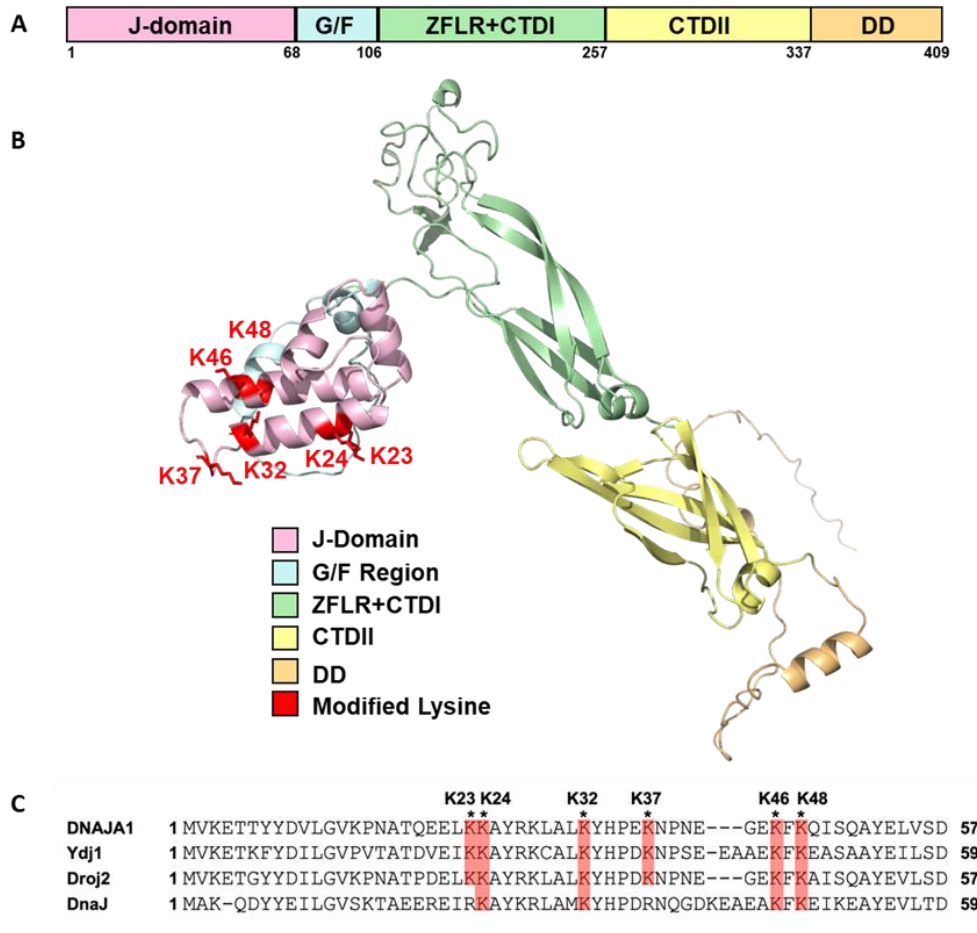 A
J-domain G/F ZFLR+CTDI CTDII DD
1 68 106 257 337 409
B
K48
K46
K37 K32 K24 K23
J-Domain
G/F Region
ZFLR+CTDI
CTDII
DD
Modified Lysine
C
K23 K24 K32 K37 K46 K48
* * * * * *
DNAJA1 1 MVKETTYYDVLGVKPNATQEELKKAYRKLALKYHPEKNPNE---GEKFKQISQAYELVSD 57
Ydj1 1 MVKETKFYDILGVPVTATDVEIKKAYRKCALKYHPDKNPSE-EAAEKFKEASAAYEILSD 59
Droj2 1 MVKETGYYDILGVKPNATPDELKKAYRKLALKYHPDKNPNE---GEKFKAISQAYEVLSD 57
DnaJ 1 MAK-QDYYEILGVSKTAEEREIRKAYKRLAMKYHPDRNQGDKEAEAKFKEIKEAYEVLTD 59